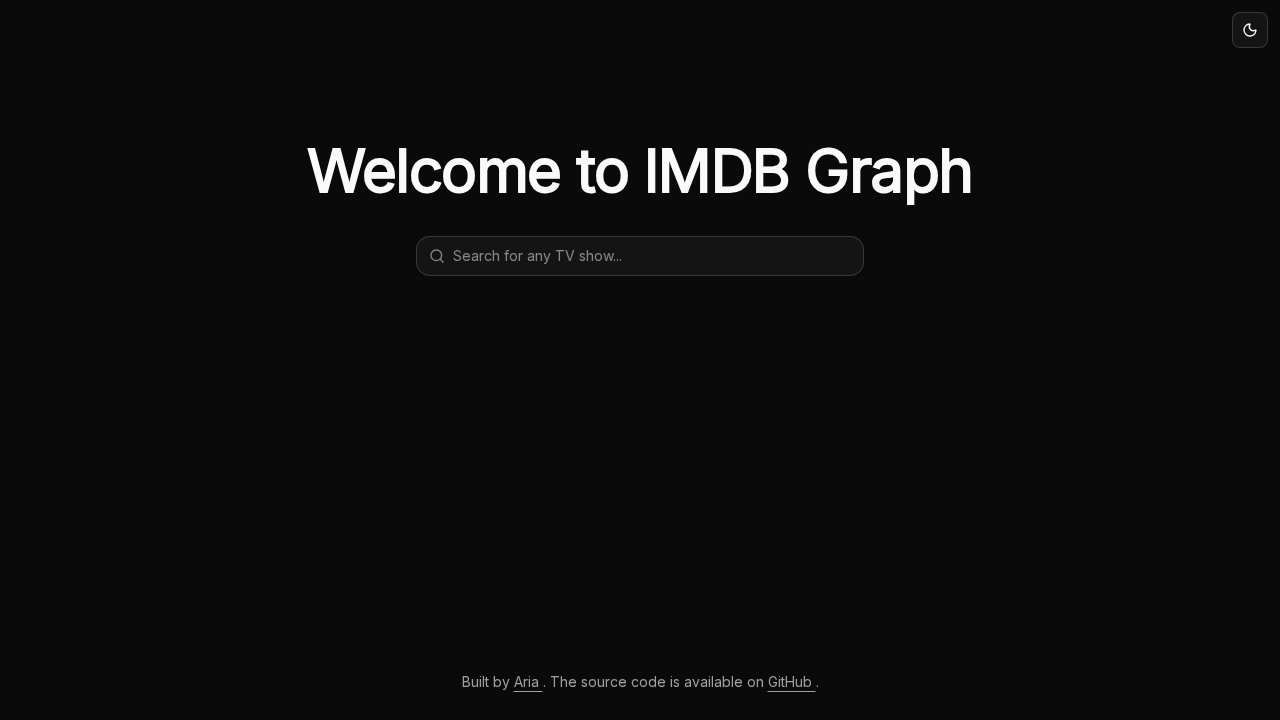 Welcome to IMDB Graph
Search for any TV show...
Built by Aria . The source code is available on GitHub .